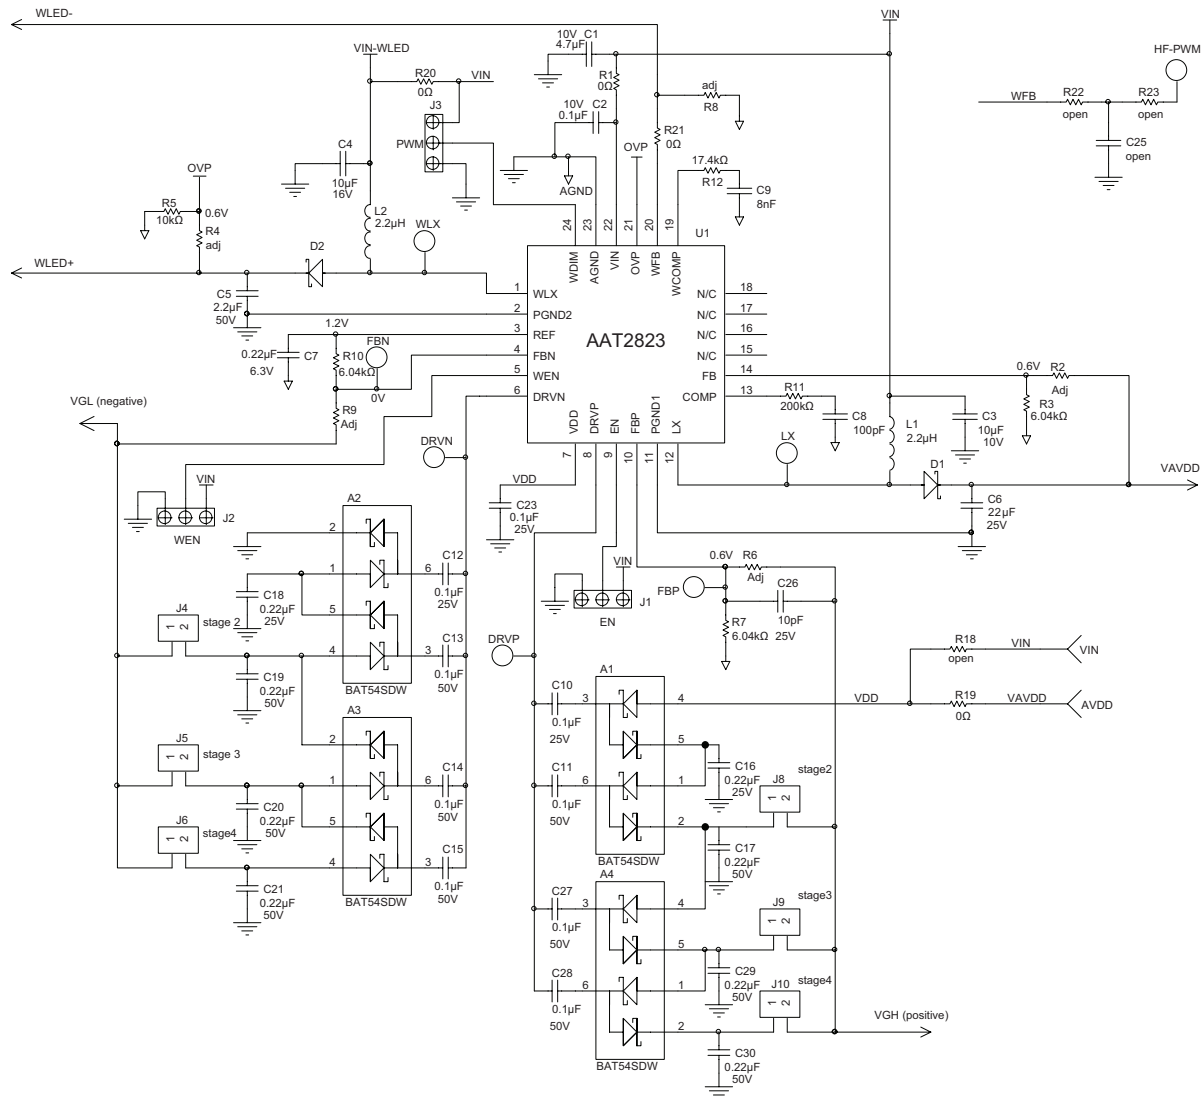 WLED-
VIN
VIN-WLED
R20
0Ω
VIN
J3
PWM
10V C1
4.7µF
R1
0Ω
10V C2
0.1µF
adj
R8
R21
0Ω
OVP
AGND
17.4kΩ
R12
C9
8nF
HF-PWM
WFB
R22
open
R23
open
C25
open
C4
10µF
16V
OVP
R5
10kΩ
0.6V
R4
adj
L2
2.2µH
WLX
D2
WLED+
C5
2.2µF
50V
24
23
22
21
20
19
U1
WDIM
AGND
VIN
OVP
WFB
WCOMP
1 WLX
2 PGND2
3 REF
4 FBN
5 WEN
6 DRVN
AAT2823
N/C 18
N/C 17
N/C 16
N/C 15
FB 14
COMP 13
VDD
DRVP
EN
FBP
PGND1
LX
7
8
9
10
11
12
1.2V
0.22µF C7
6.3V
R10
6.04kΩ
FBN
0V
R9
Adj
VGL (negative)
DRVN
R11
200kΩ
C8
100pF
0.6V R2
Adj
R3
6.04kΩ
L1
2.2µH
C3
10µF
10V
LX
D1
VAVDD
C6
22µF
25V
VIN
J2
WEN
VDD
C23
0.1µF
25V
A2
2
1
5
4
6
3
C12
0.1µF
25V
C13
0.1µF
50V
BAT54SDW
C18
0.22µF
25V
J4
1 2
stage 2
C19
0.22µF
50V
VIN
J1
EN
0.6V R6
Adj
FBP
C26
10pF
25V
R7
6.04kΩ
DRVP
R18
open
VIN
VIN
VDD
R19
0Ω
VAVDD
AVDD
A3
2
1
5
4
6
3
C14
0.1µF
50V
C15
0.1µF
50V
BAT54SDW
J5
1 2
stage 3
C20
0.22µF
50V
J6
1 2
stage4
C21
0.22µF
50V
A1
C10
0.1µF
25V
3
4
5
C11
0.1µF
50V
6
1
2
BAT54SDW
C16
0.22µF
25V
stage2
J8
1 2
C17
0.22µF
50V
A4
C27
0.1µF
50V
3
4
5
C28
0.1µF
50V
6
1
2
BAT54SDW
stage3
J9
1 2
C29
0.22µF
50V
stage4
J10
1 2
VGH (positive)
C30
0.22µF
50V